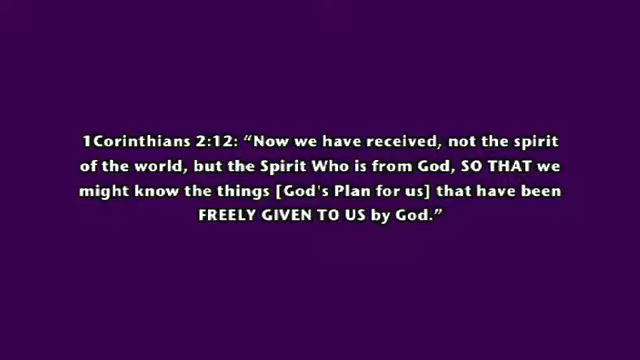 1Corinthians 2:12: “Now we have received, not the spirit
of the world, but the Spirit Who is from God, SO THAT we
might know the things [God's Plan for us] that have been
FREELY GIVEN TO US by God.”